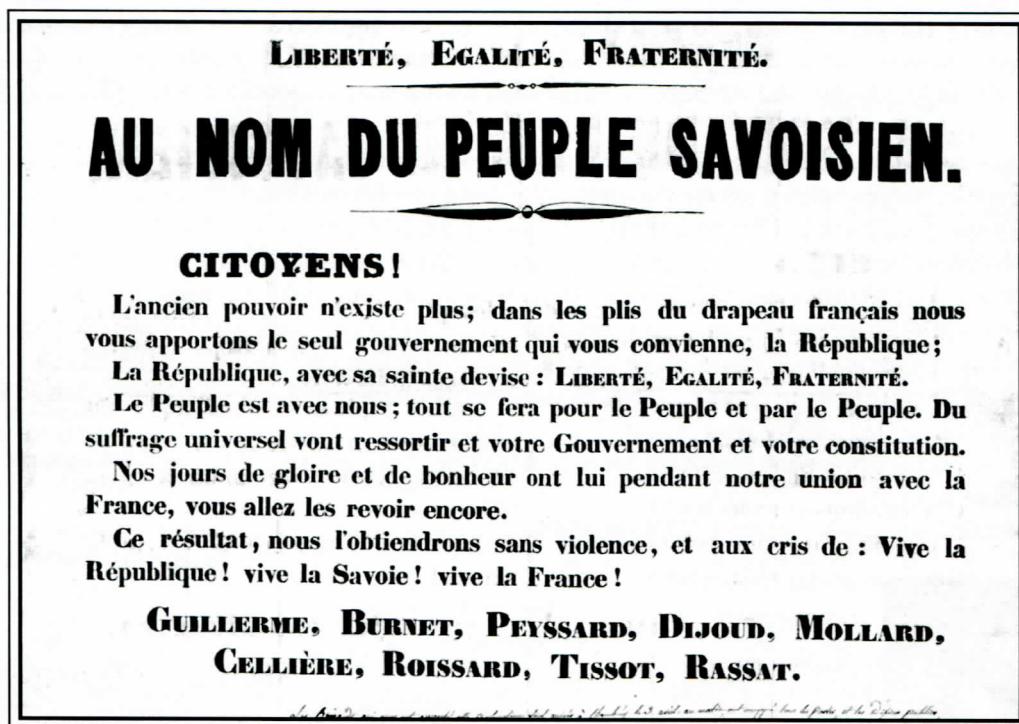 LIBERTÉ, EGALITÉ, FRATERNITÉ.
AU NOM DU PEUPLE SAVOISIEN.
CITOYENS!
L'ancien pouvoir n'existe plus; dans les plis du drapeau français nous
vous apportons le seul gouvernement qui vous convienne, la République;
La République, avec sa sainte devise : LIBERTÉ, EGALITÉ, FRATERNITÉ.
Le Peuple est avec nous; tout se fera pour le Peuple et par le Peuple. Du
suffrage universel vont ressortir et votre Gouvernement et votre constitution.
Nos jours de gloire et de bonheur ont lui pendant notre union avec la
France, vous allez les revoir encore.
Ce résultat, nous l'obtiendrons sans violence, et aux cris de : Vive la
République! vive la Savoie! vive la France!
GUILLERME, BURNET, PEYSSARD, DIJOUD, MOLLARD,
CELLIÈRE, ROISSARD, TISSOT, RASSAT.